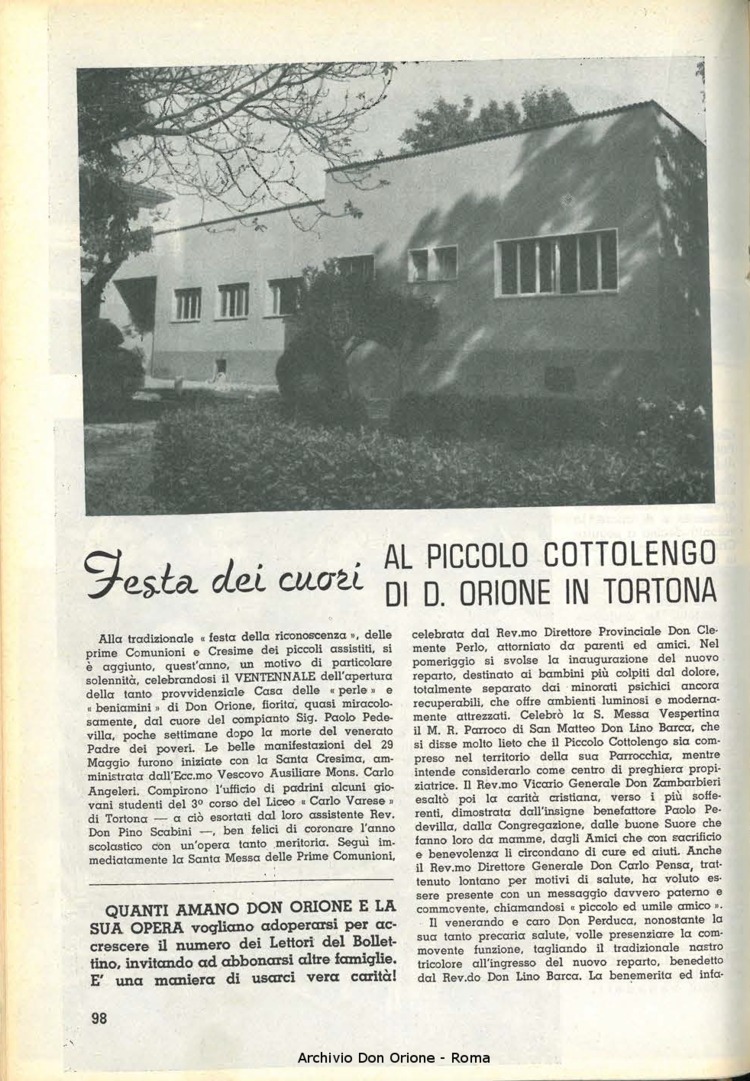 Festa dei cuori
AL PICCOLO COTTOLENGO
DI D. ORIONE IN TORTONA
Alla tradizionale « festa della riconoscenza », delle
prime Comunioni e Cresime dei piccoli assistiti, si
è aggiunto, quest'anno, un motivo di particolare
solennità, celebrandosi il VENTENNALE dell'apertura
della tanto provvidenziale Casa delle « perle » e
« beniamini » di Don Orione, fiorita, quasi miracolo-
samente, dal cuore del compianto Sig. Paolo Pede-
villa, poche settimane dopo la morte del venerato
Padre dei poveri. Le belle manifestazioni del 29
Maggio furono iniziate con la Santa Cresima, am-
ministrata dall'Ecc.mo Vescovo Ausiliare Mons. Carlo
Angeleri. Compirono l'ufficio di padrini alcuni gio-
vani studenti del 3º corso del Liceo « Carlo Varese »
di Tortona — a ciò esortati dal loro assistente Rev.
Don Pino Scabini —, ben felici di coronare l'anno
scolastico con un'opera tanto meritoria. Seguì im-
mediatamente la Santa Messa delle Prime Comunioni,
QUANTI AMANO DON ORIONE E LA
SUA OPERA vogliano adoperarsi per ac-
crescere il numero dei Lettori del Bollet-
tino, invitando ad abbonarsi altre famiglie.
E' una maniera di usarci vera carità!
celebrata dal Rev.mo Direttore Provinciale Don Cle-
mente Perlo, attorniato da parenti ed amici. Nel
pomeriggio si svolse la inaugurazione del nuovo
reparto, destinato ai bambini più colpiti dal dolore,
totalmente separato dai minorati psichici ancora
recuperabili, che offre ambienti luminosi e moderna-
mente attrezzati. Celebrò la S. Messa Vespertina
il M. R. Parroco di San Matteo Don Lino Barca, che
si disse molto lieto che il Piccolo Cottolengo sia com-
preso nel territorio della sua Parrocchia, mentre
intende considerarlo come centro di preghiera propi-
ziatrice. Il Rev.mo Vicario Generale Don Zambarbieri
esaltò poi la carità cristiana, verso i più soffe-
renti, dimostrata dall'insigne benefattore Paolo Pe-
devilla, dalla Congregazione, dalle buone Suore che
fanno loro da mamme, dagli Amici che con sacrificio
e benevolenza li circondano di cure ed aiuti. Anche
il Rev.mo Direttore Generale Don Carlo Pensa, trat-
tenuto lontano per motivi di salute, ha voluto es-
sere presente con un messaggio davvero paterno e
commovente, chiamandosi « piccolo ed umile amico ».
Il venerando e caro Don Perduca, nonostante la
sua tanto precaria salute, volle presenziare la com-
movente funzione, tagliando il tradizionale nastro
tricolore all'ingresso del nuovo reparto, benedetto
dal Rev.do Don Lino Barca. La benemerita ed infa-
98
Archivio Don Orione - Roma